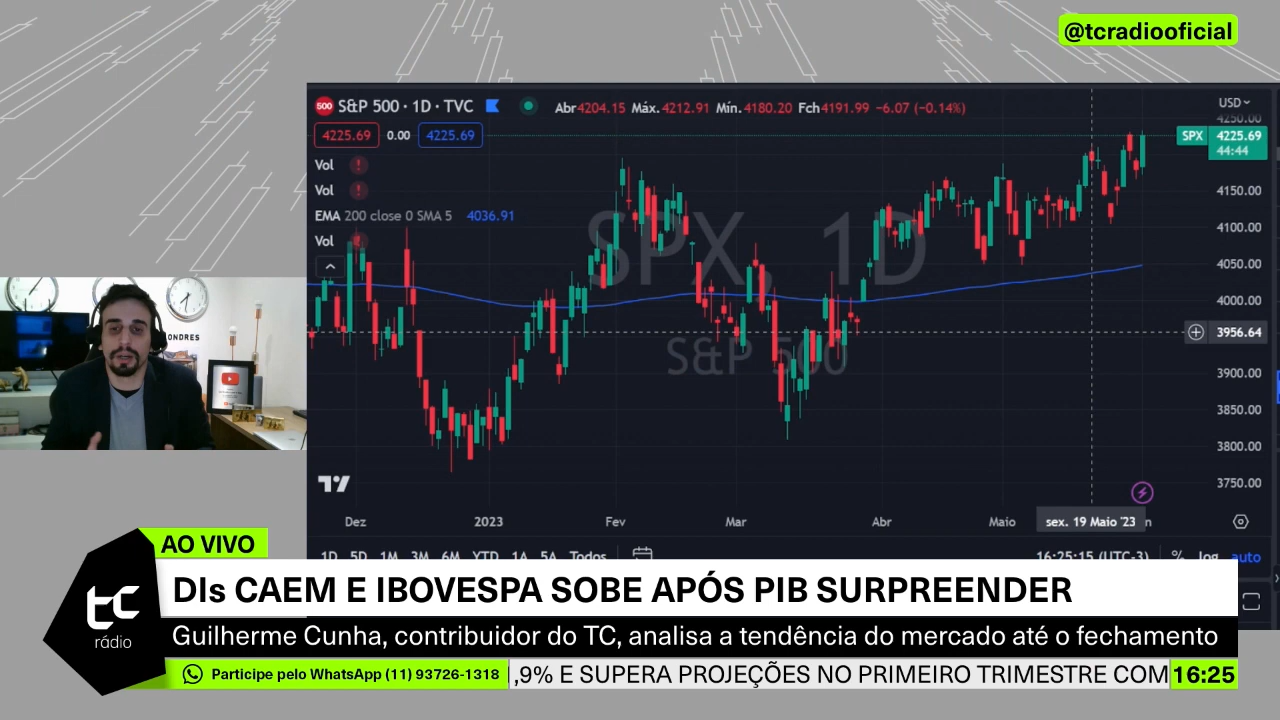 @tcradiooficial
500 S&P 500 · 1D · TVC Abr4204.15 Máx.4212.91 Mín.4180.20 Fch4191.99 −6.07 (−0.14%)
USD
4250.00
4225.69 0.00 4225.69
SPX 4225.69
44:44
Vol
Vol
4150.00
EMA 200 close 0 SMA 5 4036.91
4100.00
Vol
SPX, 1D
4050.00
4000.00
LONDRES
3956.64
S&P 500
3900.00
3850.00
3800.00
3750.00
Dez 2023 Fev Mar Abr Maio sex. 19 Maio '23
1D 5D 1M 3M 6M YTD 1A 5A Todos 16:25:15 (UTC-3) % log auto
AO VIVO
DIs CAEM E IBOVESPA SOBE APÓS PIB SURPREENDER
tc
rádio
Guilherme Cunha, contribuidor do TC, analisa a tendência do mercado até o fechamento
Participe pelo WhatsApp (11) 93726-1318 ,9% E SUPERA PROJEÇÕES NO PRIMEIRO TRIMESTRE COM 16:25